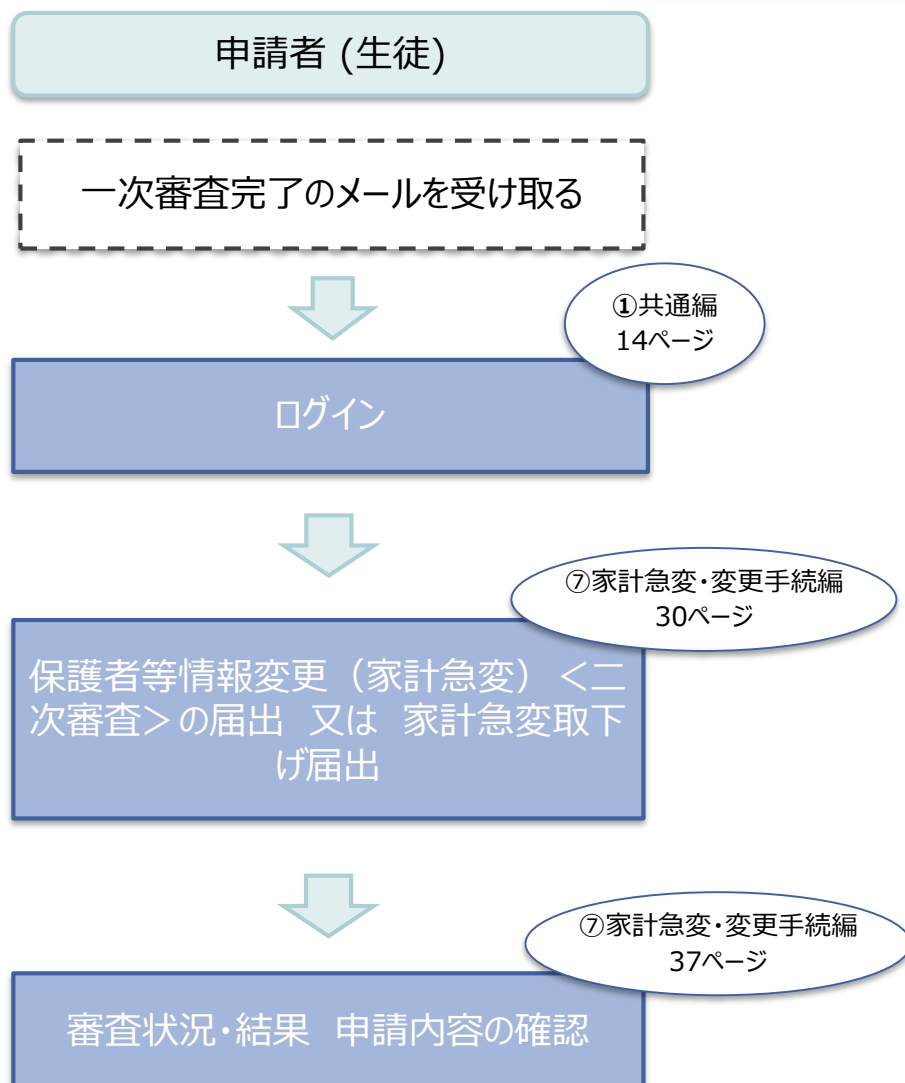 申請者 (生徒)
一次審査完了のメールを受け取る
①共通編
14ページ
ログイン
⑦家計急変・変更手続編
30ページ
保護者等情報変更（家計急変）＜二
次審査＞の届出 又は 家計急変取下
げ届出
⑦家計急変・変更手続編
37ページ
審査状況・結果 申請内容の確認